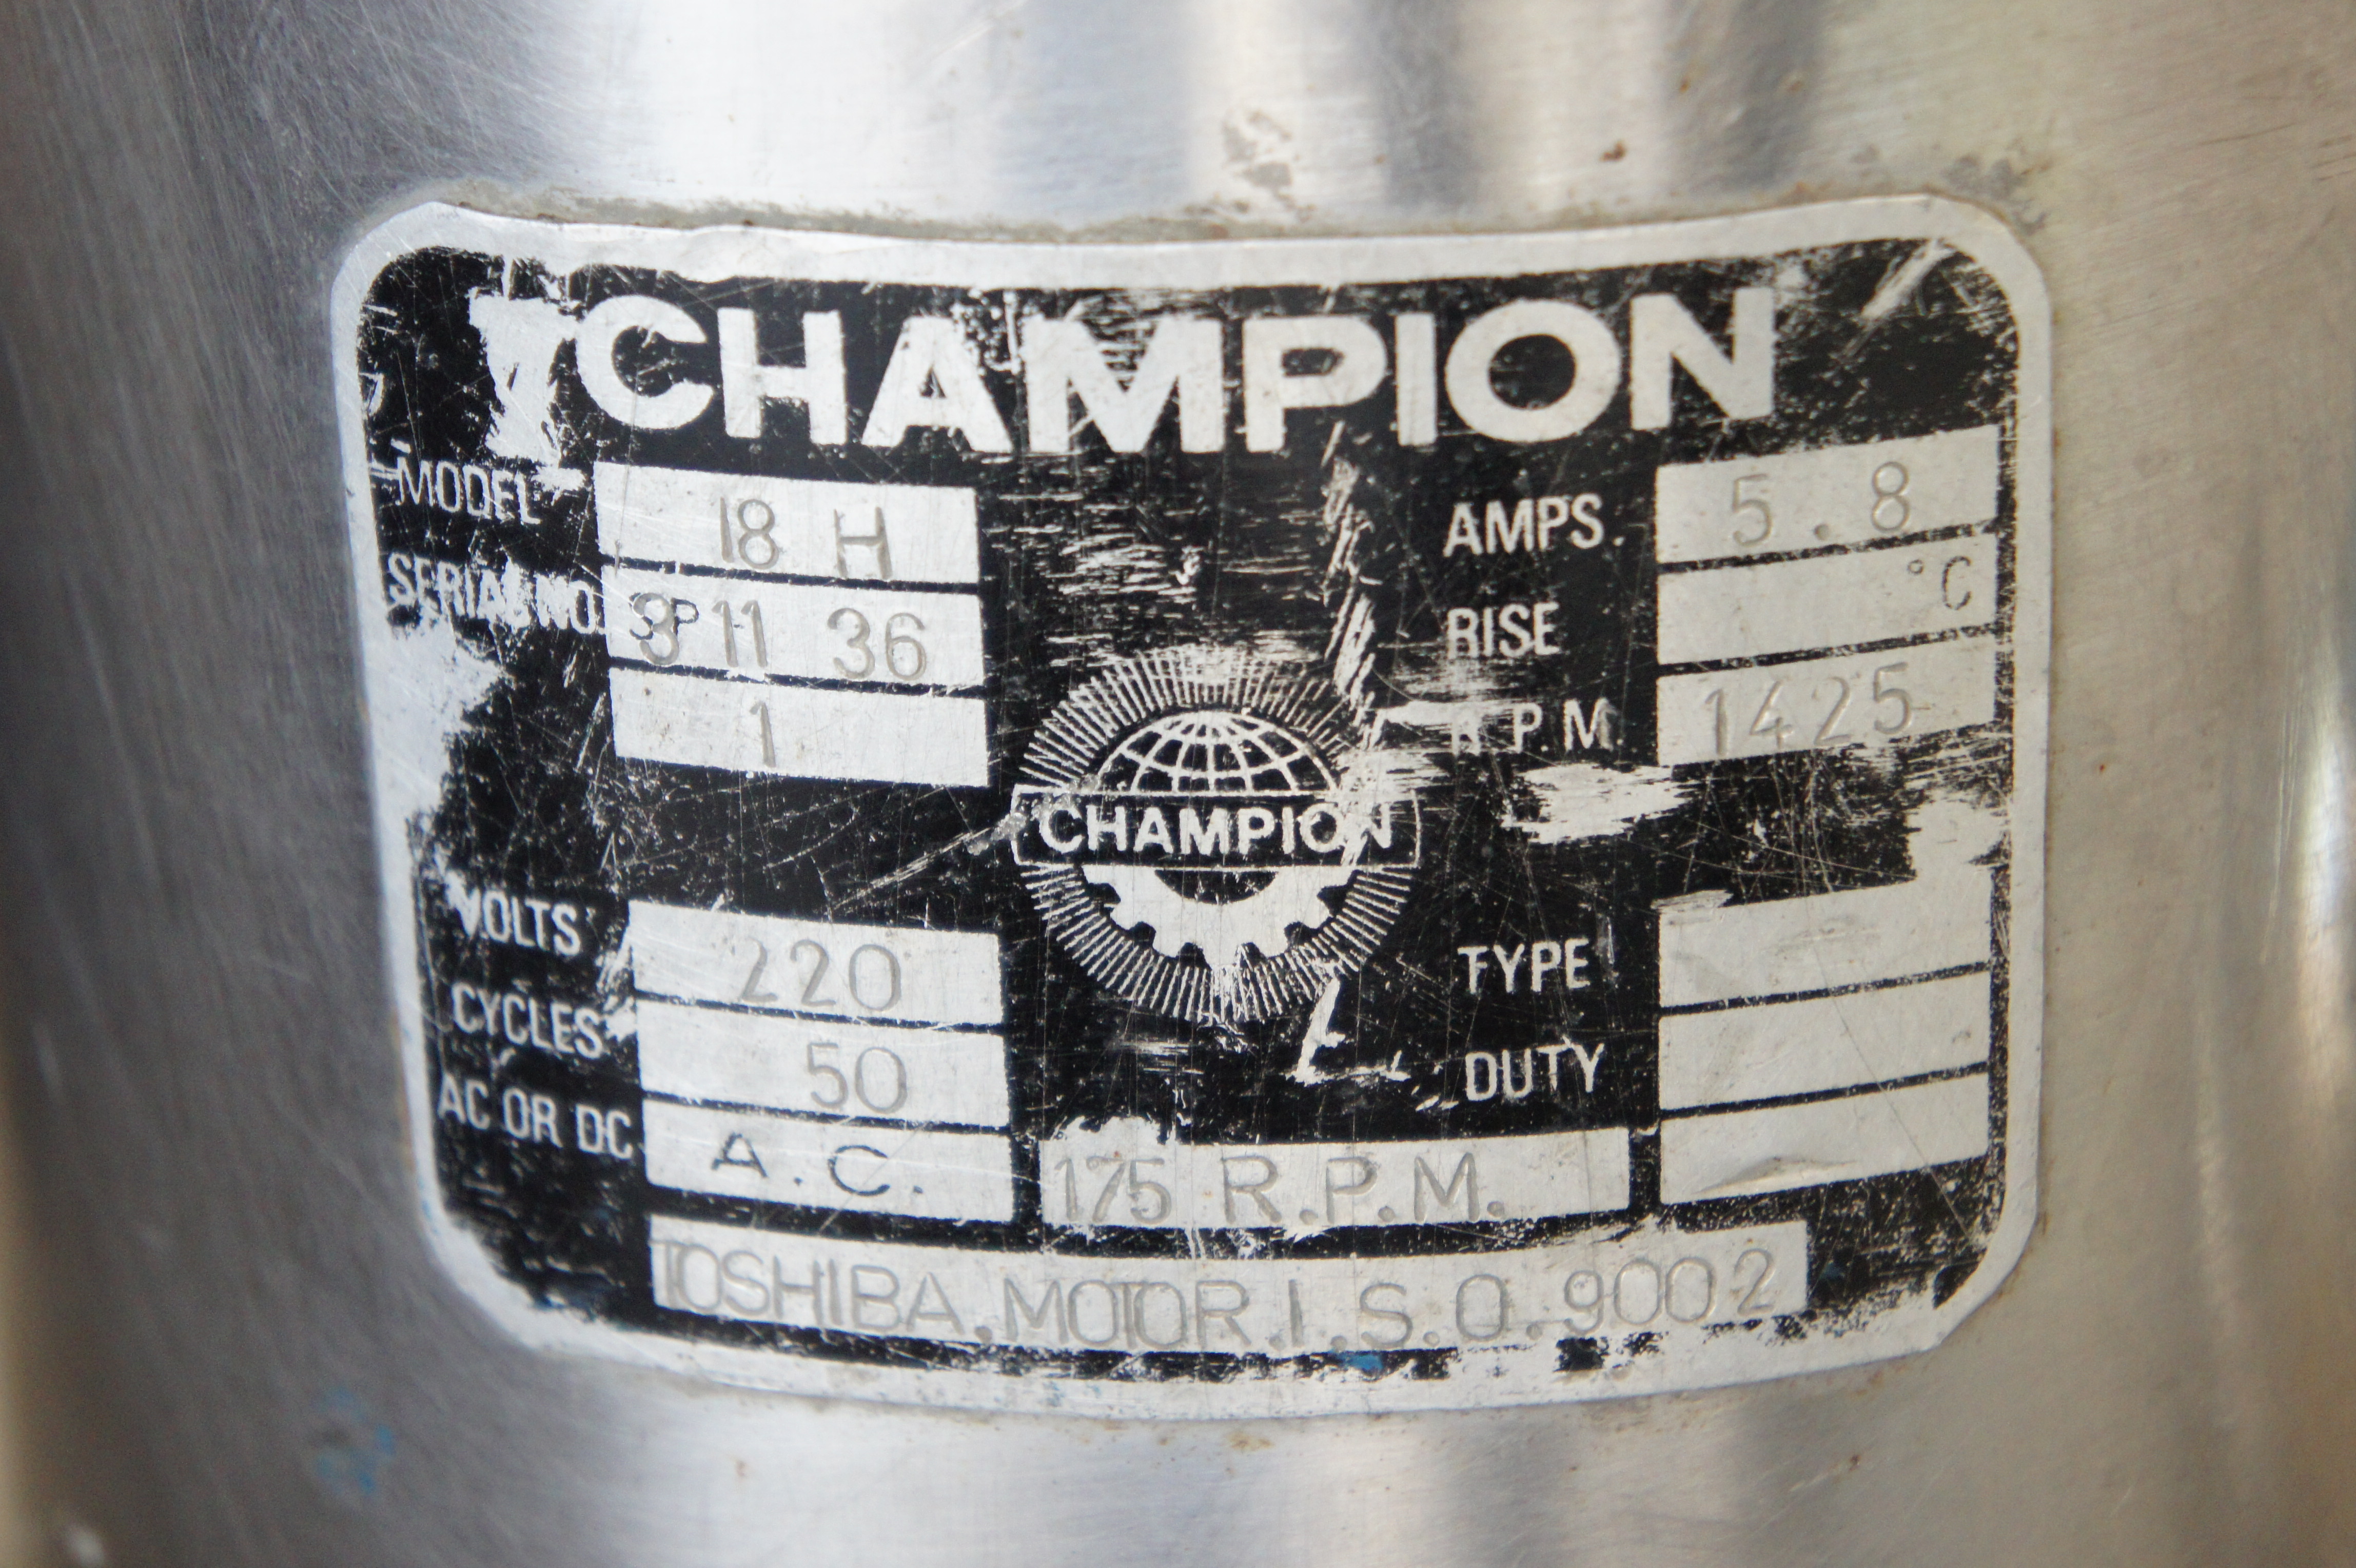 CHAMPION
MODEL 18 H
SERIAL NO. 11 36
1
AMPS. 5.8
RISE °C
R.P.M 1425
CHAMPION
VOLTS 220
CYCLES 50
AC OR DC A.C.
TYPE
DUTY
175 R.P.M.
TOSHIBA.MOTOR.I.S.O.9002